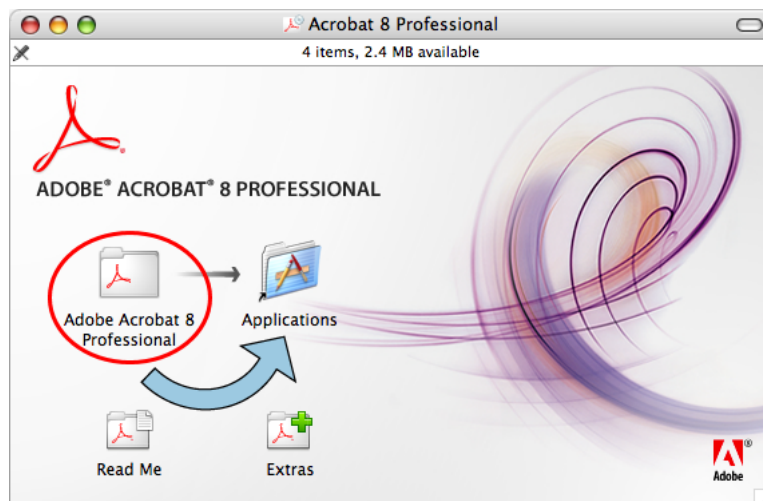 Acrobat 8 Professional
4 items, 2.4 MB available
ADOBE® ACROBAT® 8 PROFESSIONAL
Adobe Acrobat 8
Professional
Applications
Read Me
Extras
Adobe